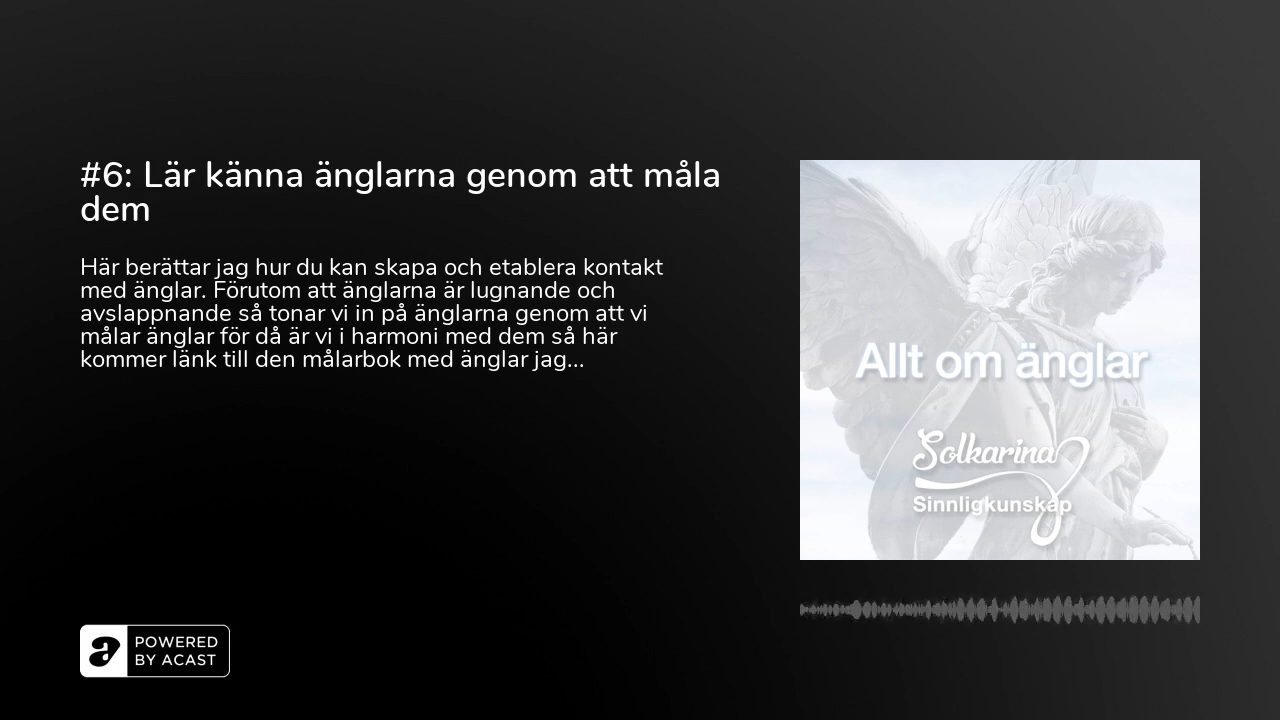 #6: Lär känna änglarna genom att måla
dem
Här berättar jag hur du kan skapa och etablera kontakt
med änglar. Förutom att änglarna är lugnande och
avslappnande så tonar vi in på änglarna genom att vi
målar änglar för då är vi i harmoni med dem så här
kommer länk till den målarbok med änglar jag...
Allt om änglar
Solkarina
Sinnligkunskap
POWERED
BY ACAST